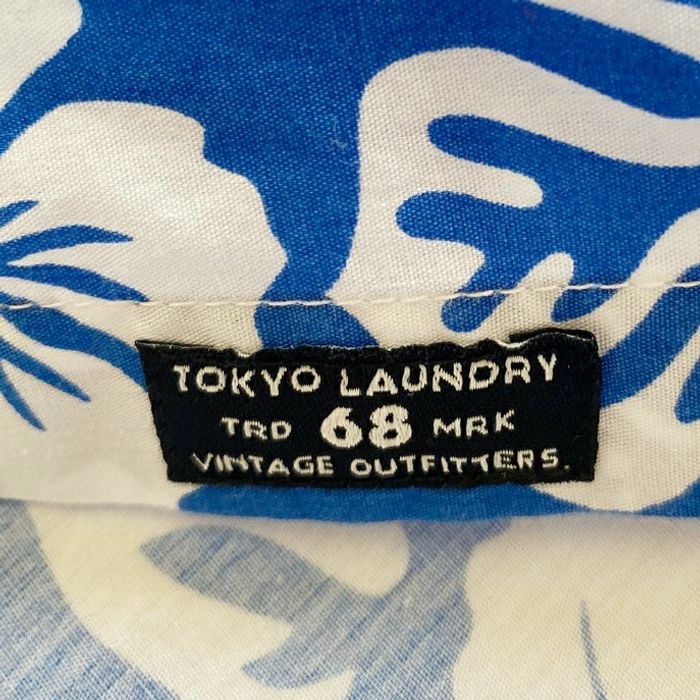 TOKYO LAUNDRY
TRD 68 MRK
VINTAGE OUTFITTERS.